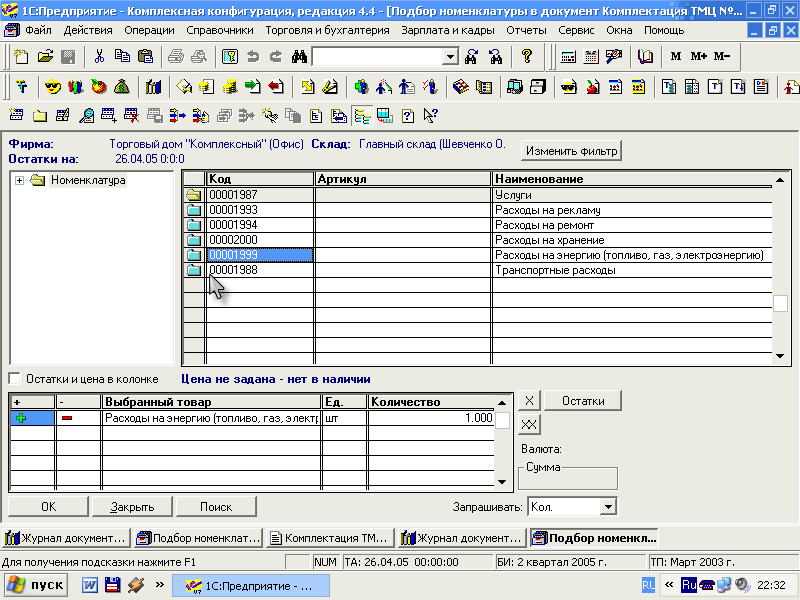 1С:Предприятие - Комплексная конфигурация, редакция 4.4 - [Подбор номенклатуры в документ Комплектация ТМЦ №...
Файл Действия Операции Справочники Торговля и бухгалтерия Зарплата и кадры Отчеты Сервис Окна Помощь
M M+ M−
Фирма: Торговый дом "Комплексный" (Офис) Склад: Главный склад (Шевченко О. Изменить фильтр
Остатки на: 26.04.05 0:0:0
Номенклатура
Код Артикул Наименование
00001987 Услуги
00001993 Расходы на рекламу
00001994 Расходы на ремонт
00002000 Расходы на хранение
00001999 Расходы на энергию (топливо, газ, электроэнергию)
00001988 Транспортные расходы
Остатки и цена в колонке Цена не задана - нет в наличии
+ - Выбранный товар Ед. Количество X Остатки
Расходы на энергию (топливо, газ, элект шт 1.000
XX
Валюта:
Сумма
ОК Закрыть Поиск Запрашивать: Кол.
Журнал документ... Подбор номенклат... Комплектация ТМ... Журнал документ... Подбор номенкл...
Для получения подсказки нажмите F1 NUM ТА: 26.04.05 00:00:00 БИ: 2 квартал 2005 г. ТП: Март 2003 г.
пуск » 1С:Предприятие - ... RL « Ru 22:32